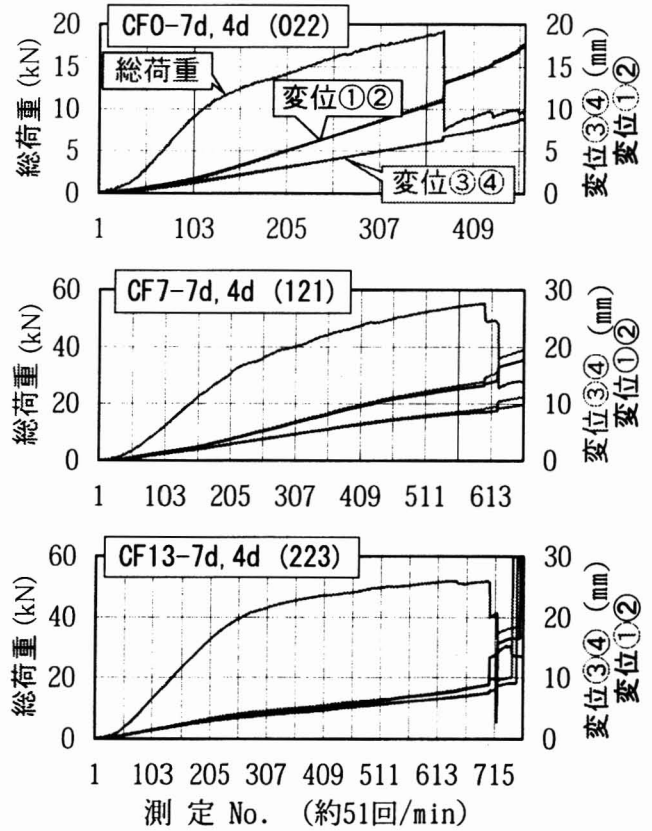 CF0-7d, 4d (022)
総荷重 (kN)
20
15
10
5
0
総荷重
変位①②
変位③④
20
15
10
5
0
変位③④ (mm)
変位①②
1 103 205 307 409
CF7-7d, 4d (121)
総荷重 (kN)
60
40
20
0
30
20
10
0
変位③④ (mm)
変位①②
1 103 205 307 409 511 613
CF13-7d, 4d (223)
総荷重 (kN)
60
40
20
0
30
20
10
0
変位③④ (mm)
変位①②
1 103 205 307 409 511 613 715
測 定 No. (約51回/min)